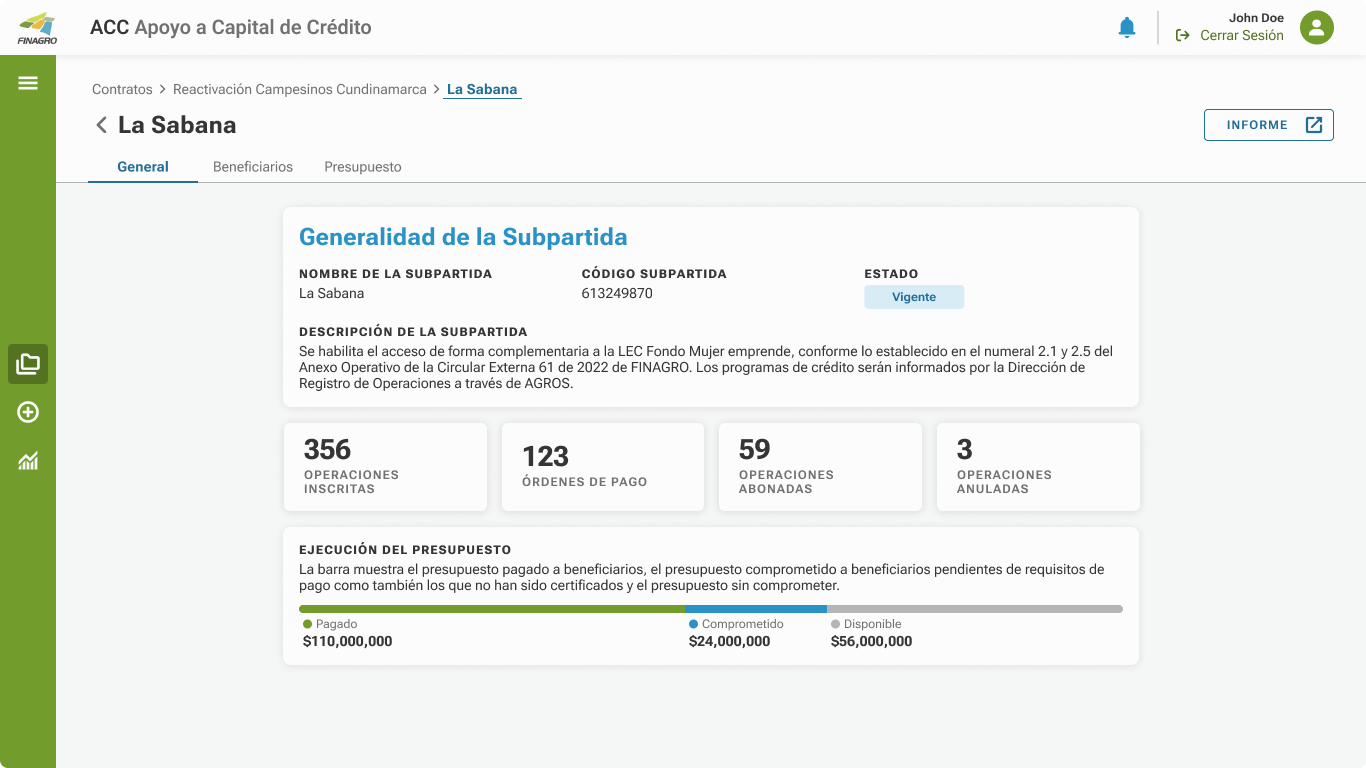 FINAGRO
ACC Apoyo a Capital de Crédito
John Doe
Cerrar Sesión
Contratos > Reactivación Campesinos Cundinamarca > La Sabana
La Sabana
INFORME
General Beneficiarios Presupuesto
Generalidad de la Subpartida
NOMBRE DE LA SUBPARTIDA CÓDIGO SUBPARTIDA ESTADO
La Sabana 613249870 Vigente
DESCRIPCIÓN DE LA SUBPARTIDA
Se habilita el acceso de forma complementaria a la LEC Fondo Mujer emprende, conforme lo establecido en el numeral 2.1 y 2.5 del
Anexo Operativo de la Circular Externa 61 de 2022 de FINAGRO. Los programas de crédito serán informados por la Dirección de
Registro de Operaciones a través de AGROS.
356
OPERACIONES
INSCRITAS
123
ÓRDENES DE PAGO
59
OPERACIONES
ABONADAS
3
OPERACIONES
ANULADAS
EJECUCIÓN DEL PRESUPUESTO
La barra muestra el presupuesto pagado a beneficiarios, el presupuesto comprometido a beneficiarios pendientes de requisitos de
pago como también los que no han sido certificados y el presupuesto sin comprometer.
Pagado Comprometido Disponible
$110,000,000 $24,000,000 $56,000,000